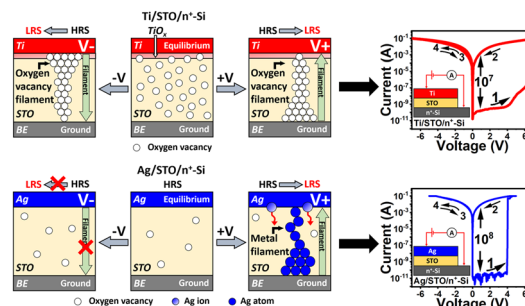 Ti/STO/n⁺-Si
LRS HRS
TiOₓ
HRS LRS
Ti V-
Ti Equilibrium
Ti V+
Oxygen vacancy filament
Filament
STO
BE Ground
-V
STO
BE Ground
+V
Oxygen vacancy filament
Filament
STO
BE Ground
Oxygen vacancy
Current (A)
10⁻¹
10⁻³
10⁻⁵
10⁻⁷
10⁻⁹
10⁻¹¹
4
3
2
1
10⁷
A
Ti
STO
n⁺-Si
Ti/STO/n⁺-Si
-6 -4 -2 0 2 4 6
Voltage (V)
Ag/STO/n⁺-Si
LRS HRS
HRS
HRS LRS
Ag V-
Ag Equilibrium
Ag Ag ion V+
Filament
STO
BE Ground
-V
STO
BE Ground
+V
Metal filament
Filament
STO
BE Ground
Oxygen vacancy Ag ion Ag atom
Current (A)
10⁻¹
10⁻³
10⁻⁵
10⁻⁷
10⁻⁹
10⁻¹¹
4
3
2
1
10⁸
A
Ag
STO
n⁺-Si
Ag/STO/n⁺-Si
-6 -4 -2 0 2 4 6
Voltage (V)